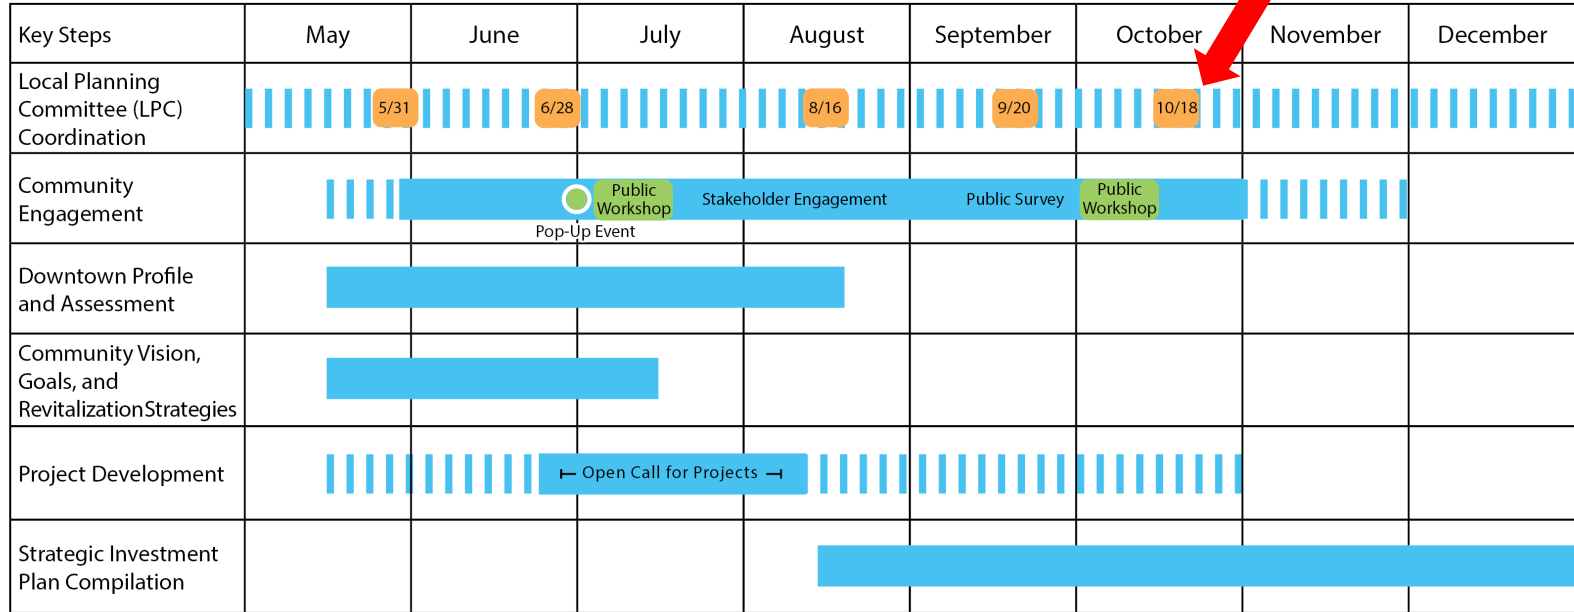 Key Steps
May
June
July
August
September
October
November
December
Local Planning
Committee (LPC)
Coordination
5/31
6/28
8/16
9/20
10/18
Community
Engagement
Public
Workshop
Stakeholder Engagement
Public Survey
Public
Workshop
Pop-Up Event
Downtown Profile
and Assessment
Community Vision,
Goals, and
Revitalization Strategies
Project Development
Open Call for Projects
Strategic Investment
Plan Compilation